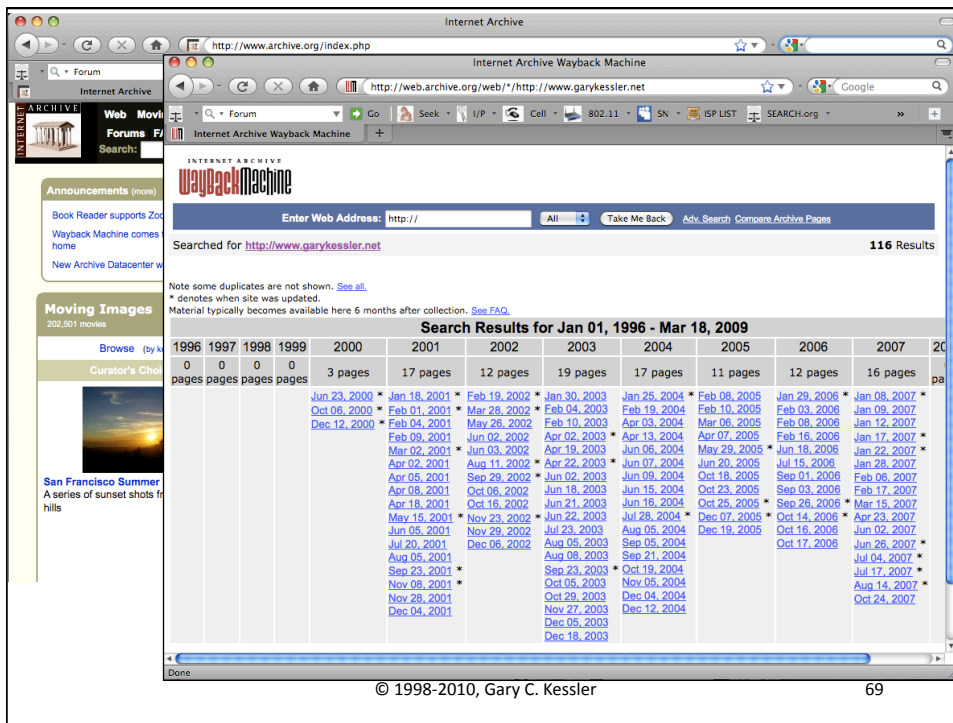 Internet Archive
http://www.archive.org/index.php
Forum
Internet Archive
INTERNET
ARCHIVE
Web Movi
Forums FA
Search:
Announcements (more)
Book Reader supports Zoo
Wayback Machine comes t
home
New Archive Datacenter w
Moving Images
202,501 movies
Browse (by ke
Curator's Choi
San Francisco Summer
A series of sunset shots fr
hills
Internet Archive Wayback Machine
http://web.archive.org/web/*/http://www.garykessler.net
Google
Forum Go Seek I/P Cell 802.11 SN ISP LIST SEARCH.org »
Internet Archive Wayback Machine +
INTERNET ARCHIVE
WayBackMachine
Enter Web Address: http:// All Take Me Back Adv. Search Compare Archive Pages
Searched for http://www.garykessler.net 116 Results
Note some duplicates are not shown. See all.
* denotes when site was updated.
Material typically becomes available here 6 months after collection. See FAQ.
Search Results for Jan 01, 1996 - Mar 18, 2009
1996 1997 1998 1999 2000 2001 2002 2003 2004 2005 2006 2007 20
0 pages 0 pages 0 pages 0 pages 3 pages 17 pages 12 pages 19 pages 17 pages 11 pages 12 pages 16 pages pa
Jun 23, 2000 * Jan 18, 2001 * Feb 19, 2002 * Jan 30, 2003 Jan 25, 2004 * Feb 08, 2005 Jan 29, 2006 * Jan 08, 2007 *
Oct 06, 2000 * Feb 01, 2001 * Mar 28, 2002 * Feb 04, 2003 Feb 19, 2004 Feb 10, 2005 Feb 03, 2006 Jan 09, 2007
Dec 12, 2000 * Feb 04, 2001 May 26, 2002 Feb 10, 2003 Apr 03, 2004 Mar 06, 2005 Feb 08, 2006 Jan 12, 2007
Feb 09, 2001 Jun 02, 2002 Apr 02, 2003 * Apr 13, 2004 Apr 07, 2005 Feb 16, 2006 Jan 17, 2007 *
Mar 02, 2001 * Jun 03, 2002 Apr 19, 2003 Jun 06, 2004 May 29, 2005 * Jun 18, 2006 Jan 22, 2007 *
Apr 02, 2001 Aug 11, 2002 * Apr 22, 2003 * Jun 07, 2004 Jun 20, 2005 Jul 15, 2006 Jan 28, 2007
Apr 05, 2001 Sep 29, 2002 * Jun 02, 2003 Jun 09, 2004 Oct 18, 2005 Sep 01, 2006 Feb 06, 2007
Apr 08, 2001 Oct 06, 2002 Jun 18, 2003 Jun 15, 2004 Oct 23, 2005 Sep 03, 2006 Feb 17, 2007
Apr 18, 2001 Oct 16, 2002 Jun 21, 2003 Jun 16, 2004 Oct 25, 2005 * Sep 26, 2006 * Mar 15, 2007
May 15, 2001 * Nov 23, 2002 * Jun 22, 2003 Jul 28, 2004 * Dec 07, 2005 * Oct 14, 2006 * Apr 23, 2007
Jun 05, 2001 Nov 29, 2002 Jul 23, 2003 Aug 05, 2004 Dec 19, 2005 Oct 16, 2006 Jun 02, 2007
Jul 20, 2001 Dec 06, 2002 Aug 05, 2003 Sep 05, 2004 Oct 17, 2006 Jun 26, 2007 *
Aug 05, 2001 Aug 08, 2003 Sep 21, 2004 Jul 04, 2007 *
Sep 23, 2001 * Sep 23, 2003 * Oct 19, 2004 Jul 17, 2007 *
Nov 08, 2001 * Oct 05, 2003 Nov 05, 2004 Aug 14, 2007 *
Nov 28, 2001 Oct 29, 2003 Dec 04, 2004 Oct 24, 2007
Dec 04, 2001 Nov 27, 2003 Dec 12, 2004
Dec 05, 2003
Dec 18, 2003
Done
© 1998-2010, Gary C. Kessler 69